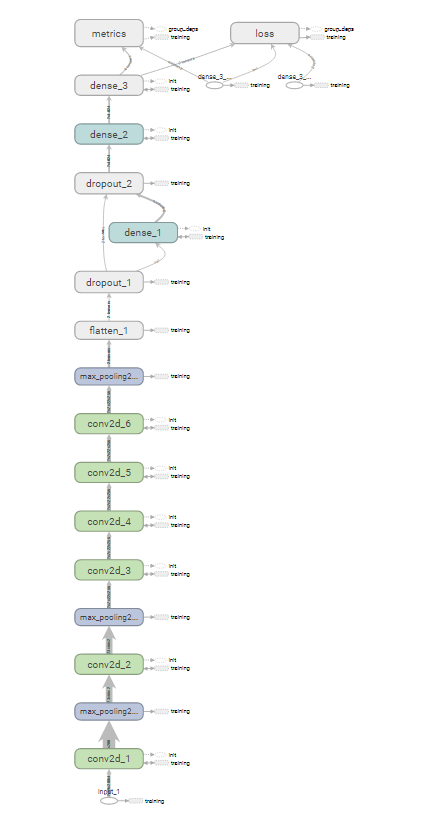 metrics
group_deps
training
loss
group_deps
training
dense_3_...
training
dense_3_...
training
dense_3
init
training
dense_2
init
training
dropout_2
training
dense_1
init
training
dropout_1
training
flatten_1
training
max_pooling2...
training
conv2d_6
init
training
conv2d_5
init
training
conv2d_4
init
training
conv2d_3
init
training
max_pooling2...
training
conv2d_2
init
training
max_pooling2...
training
conv2d_1
init
training
input_1
training